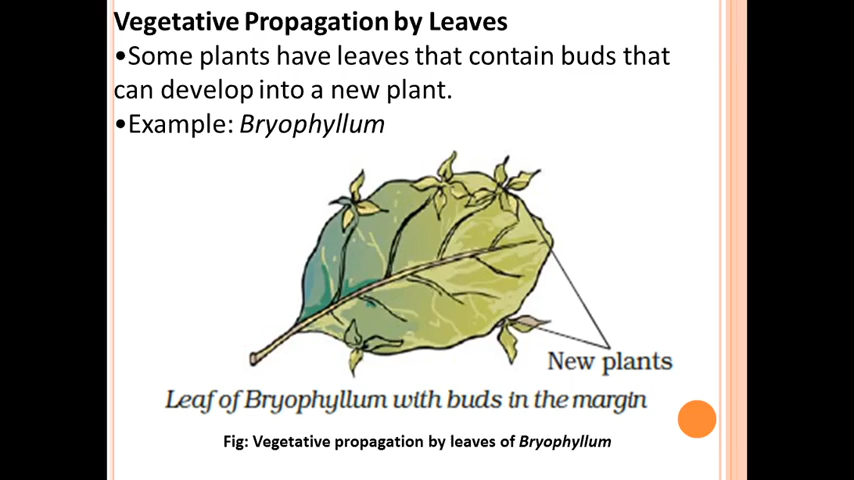 Vegetative Propagation by Leaves
•Some plants have leaves that contain buds that
can develop into a new plant.
•Example: Bryophyllum
New plants
Leaf of Bryophyllum with buds in the margin
Fig: Vegetative propagation by leaves of Bryophyllum